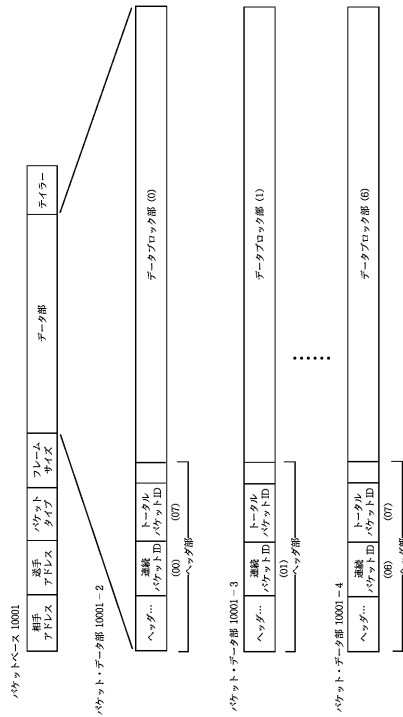 パケットベース 10001
相手
アドレス
送手
アドレス
パケット
タイプ
フレーム
サイズ
データ部
テイラー
パケット・データ部 10001－2
ヘッダ…
連続
パケットID
トータル
パケットID
データブロック部 (0)
(00)
(07)
ヘッダ部
パケット・データ部 10001－3
ヘッダ…
連続
パケットID
トータル
パケットID
データブロック部 (1)
(01)
ヘッダ部
……
パケット・データ部 10001－4
ヘッダ…
連続
パケットID
トータル
パケットID
データブロック部 (6)
(06)
(07)
ヘッダ部